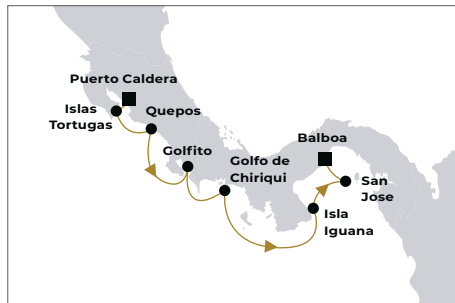 Puerto Caldera
Islas
Tortugas
Quepos
Golfito
Golfo de
Chiriqui
Balboa
San
Jose
Isla
Iguana